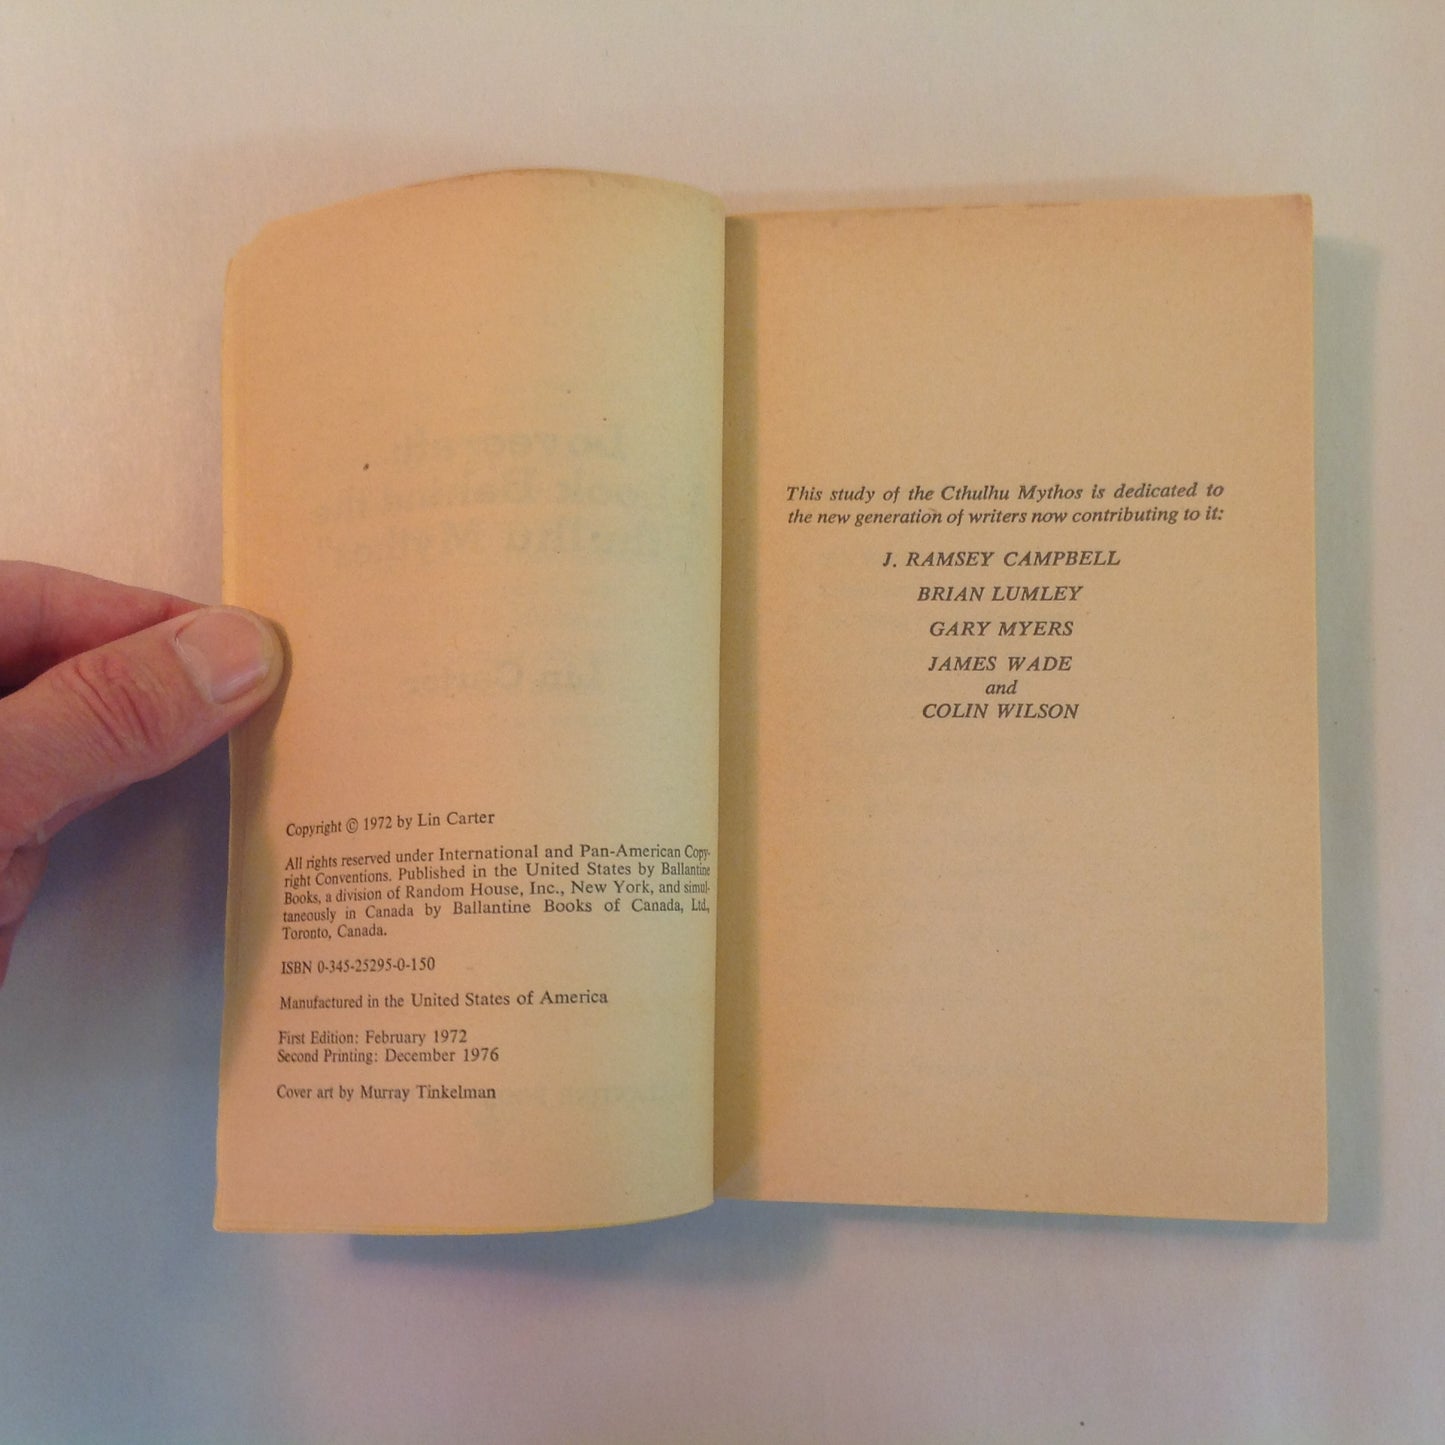 Copyright © 1972 by Lin Carter
All rights reserved under International and Pan-American Copy-
right Conventions. Published in the United States by Ballantine
Books, a division of Random House, Inc., New York, and simul-
taneously in Canada by Ballantine Books of Canada, Ltd.,
Toronto, Canada.
ISBN 0-345-25295-0-150
Manufactured in the United States of America
First Edition: February 1972
Second Printing: December 1976
Cover art by Murray Tinkelman
This study of the Cthulhu Mythos is dedicated to
the new generation of writers now contributing to it:
J. RAMSEY CAMPBELL
BRIAN LUMLEY
GARY MYERS
JAMES WADE
and
COLIN WILSON